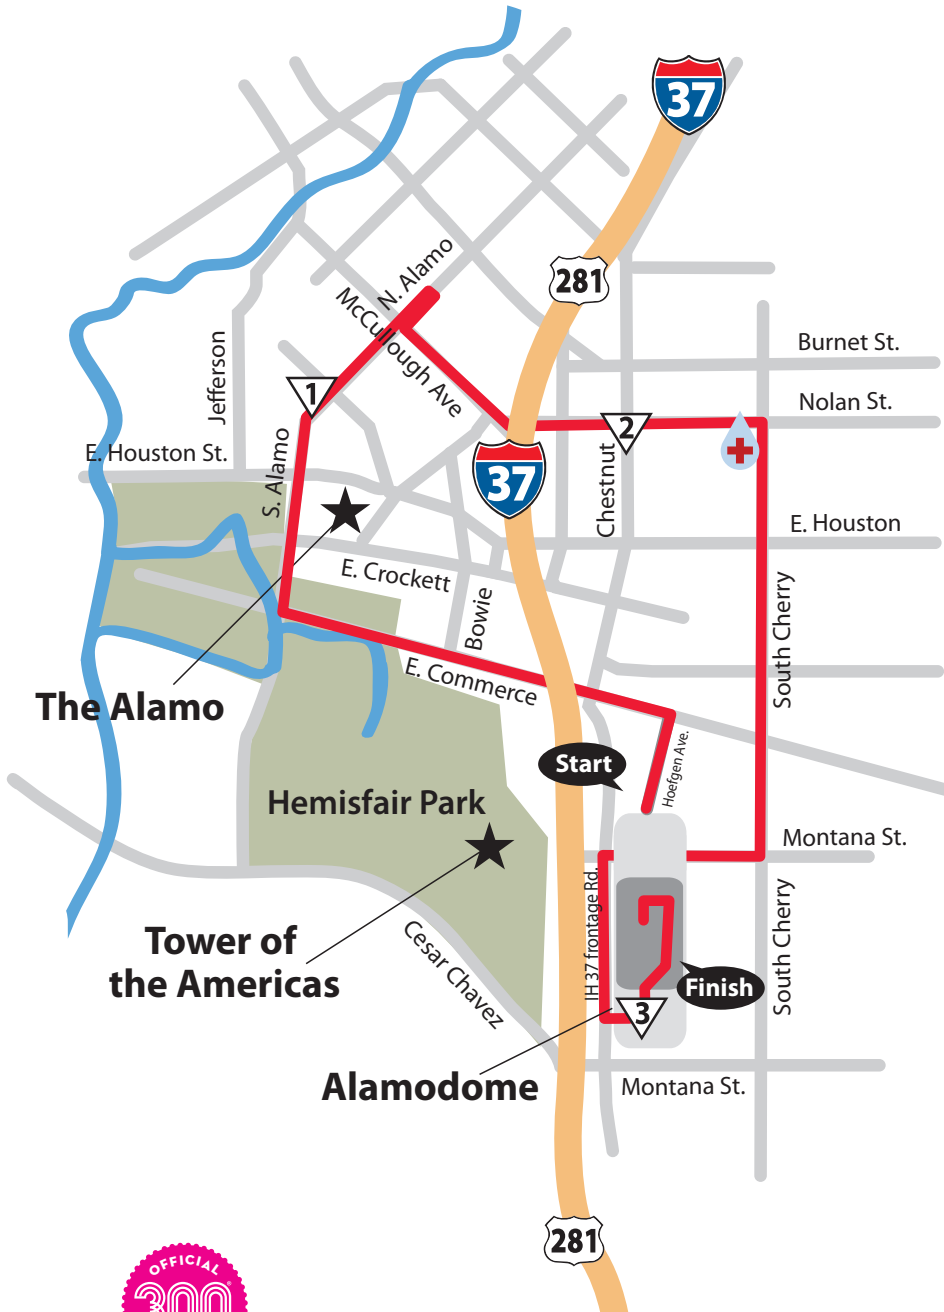 37
281
N. Alamo
McCullough Ave
Burnet St.
Jefferson
1
Nolan St.
2
E. Houston St.
S. Alamo
37
Chestnut
E. Houston
E. Crockett
Bowie
South Cherry
The Alamo
E. Commerce
Start
Hoefgen Ave.
Hemisfair Park
Montana St.
IH 37 frontage Rd.
Tower of
the Americas
Cesar Chavez
South Cherry
Finish
3
Alamodome
Montana St.
281
OFFICIAL
300